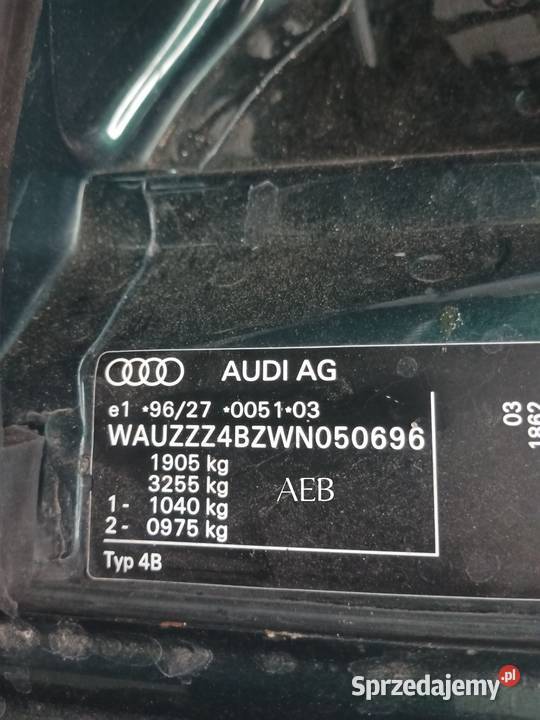 AUDI AG
e1 *96/27 *0051*03
WAUZZZ4BZWN050696
1905 kg
3255 kg
1- 1040 kg
2- 0975 kg
AEB
Typ 4B
03
1862
Sprzedajemy.pl